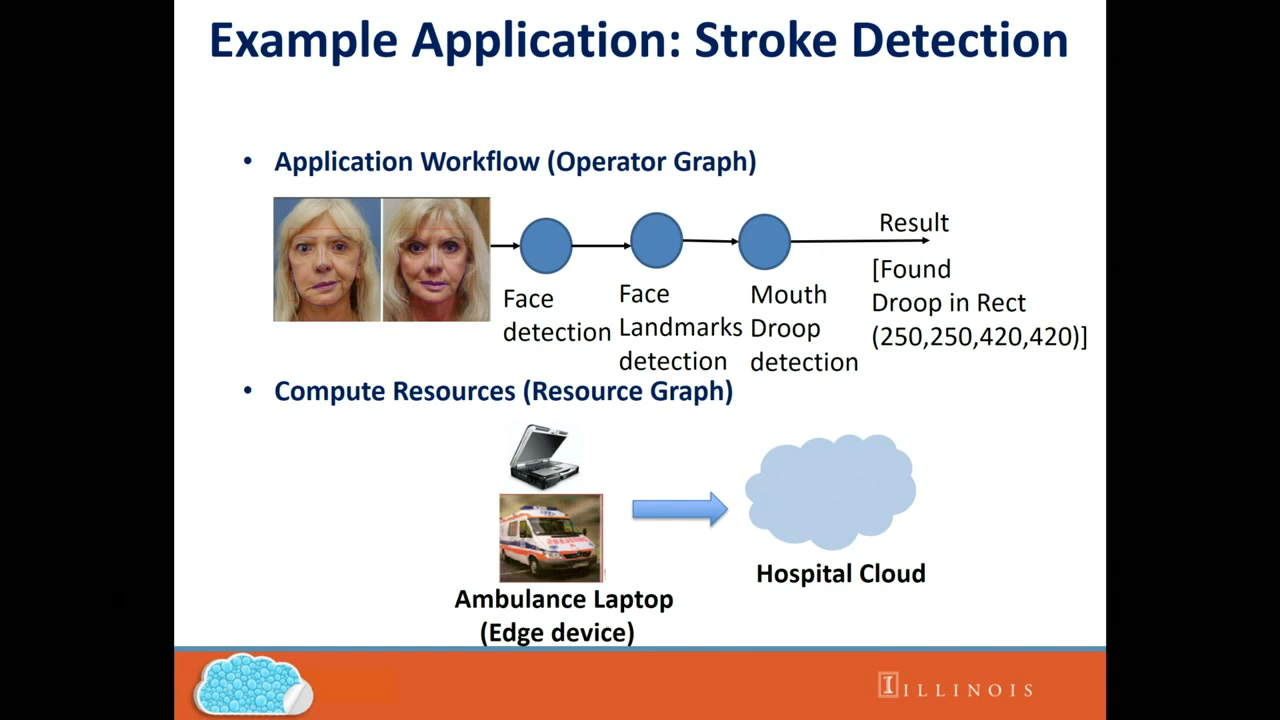 Example Application: Stroke Detection
• Application Workflow (Operator Graph)
Result
Face
detection
Face
Landmarks
detection
Mouth
Droop
detection
[Found
Droop in Rect
(250,250,420,420)]
• Compute Resources (Resource Graph)
Ambulance Laptop
(Edge device)
Hospital Cloud
I ILLINOIS